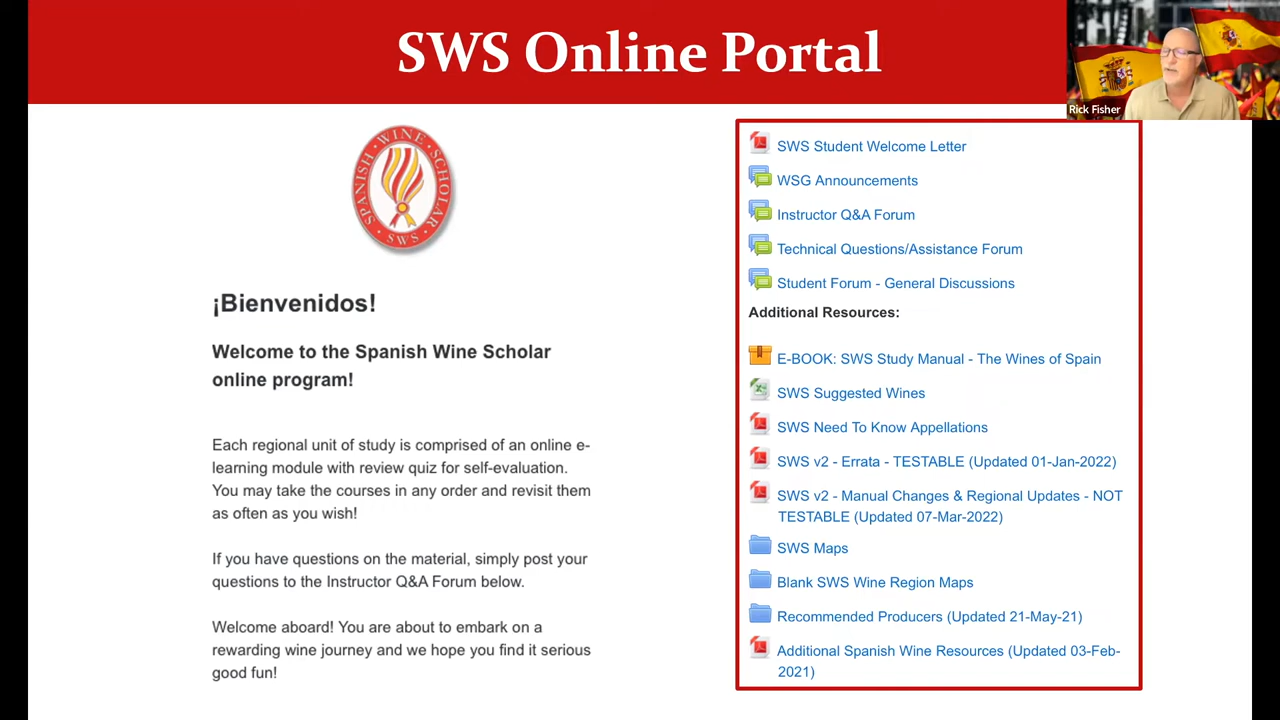 SWS Online Portal
Rick Fisher
SPANISH • WINE • SCHOLAR
SWS
¡Bienvenidos!
Welcome to the Spanish Wine Scholar
online program!
Each regional unit of study is comprised of an online e-
learning module with review quiz for self-evaluation.
You may take the courses in any order and revisit them
as often as you wish!
If you have questions on the material, simply post your
questions to the Instructor Q&A Forum below.
Welcome aboard! You are about to embark on a
rewarding wine journey and we hope you find it serious
good fun!
SWS Student Welcome Letter
WSG Announcements
Instructor Q&A Forum
Technical Questions/Assistance Forum
Student Forum - General Discussions
Additional Resources:
E-BOOK: SWS Study Manual - The Wines of Spain
SWS Suggested Wines
SWS Need To Know Appellations
SWS v2 - Errata - TESTABLE (Updated 01-Jan-2022)
SWS v2 - Manual Changes & Regional Updates - NOT
TESTABLE (Updated 07-Mar-2022)
SWS Maps
Blank SWS Wine Region Maps
Recommended Producers (Updated 21-May-21)
Additional Spanish Wine Resources (Updated 03-Feb-
2021)